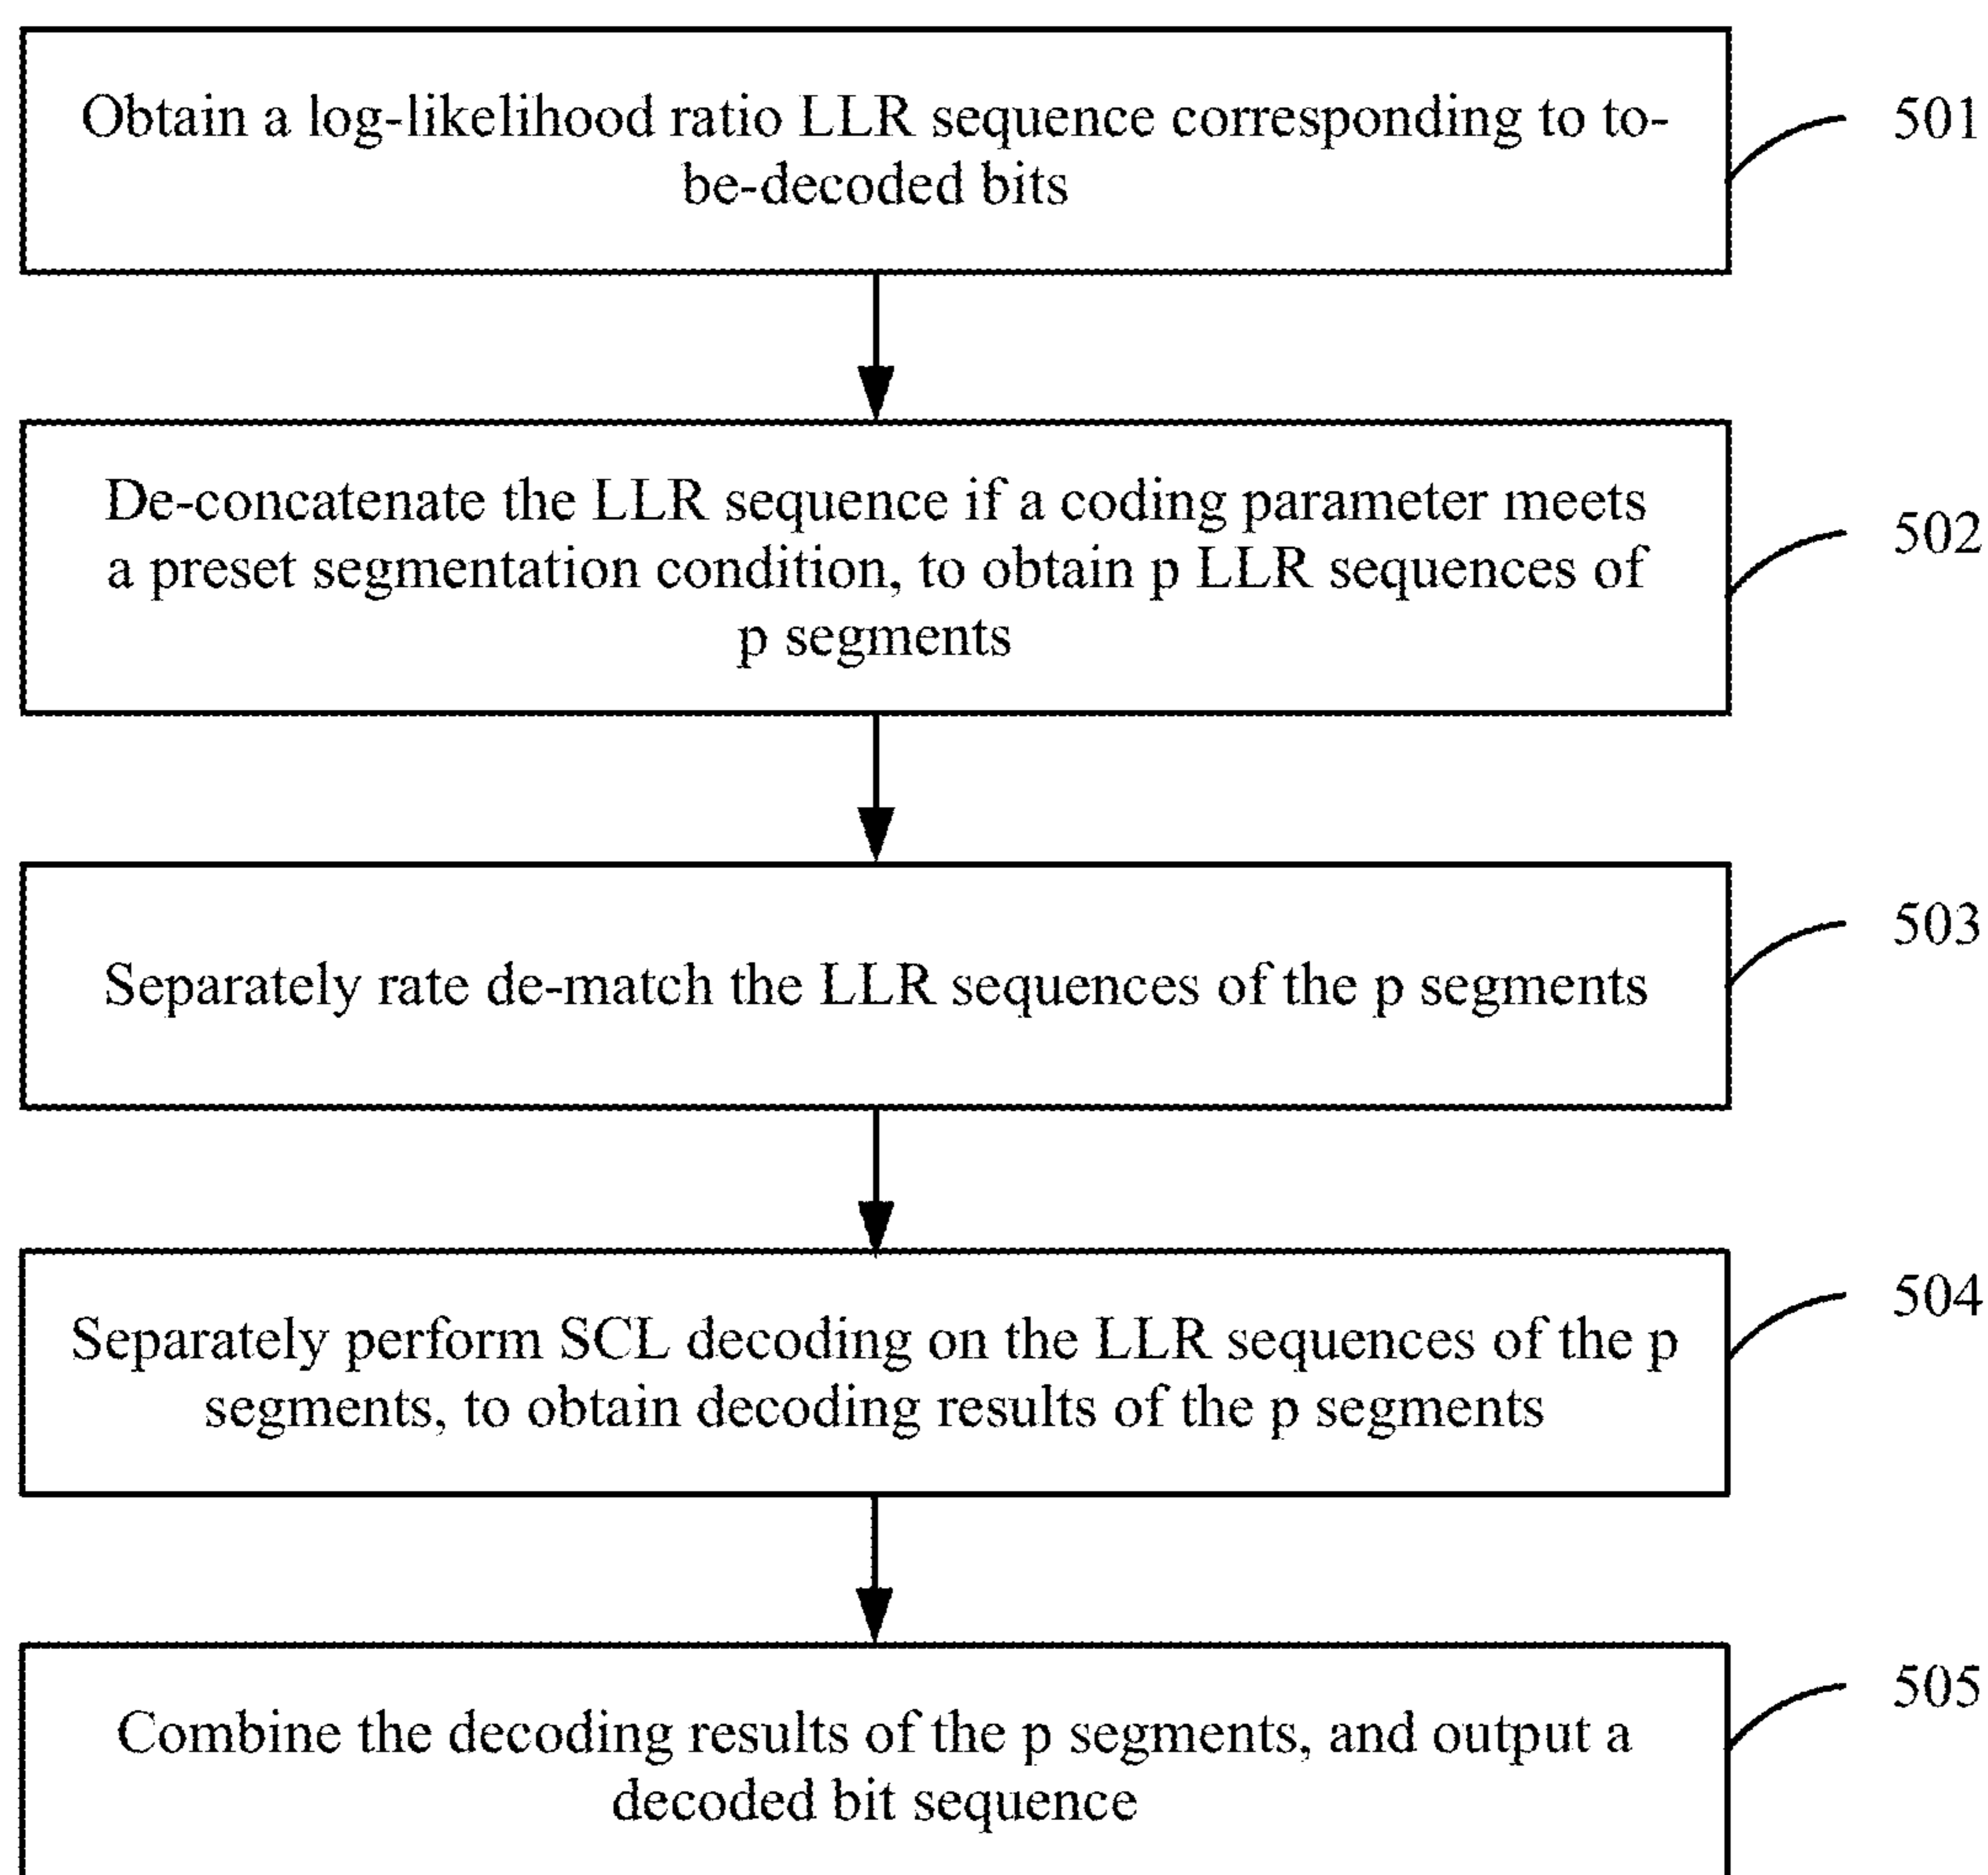 Obtain a log-likelihood ratio LLR sequence corresponding to to-
be-decoded bits
501
De-concatenate the LLR sequence if a coding parameter meets
a preset segmentation condition, to obtain p LLR sequences of
p segments
502
Separately rate de-match the LLR sequences of the p segments
503
Separately perform SCL decoding on the LLR sequences of the p
segments, to obtain decoding results of the p segments
504
Combine the decoding results of the p segments, and output a
decoded bit sequence
505